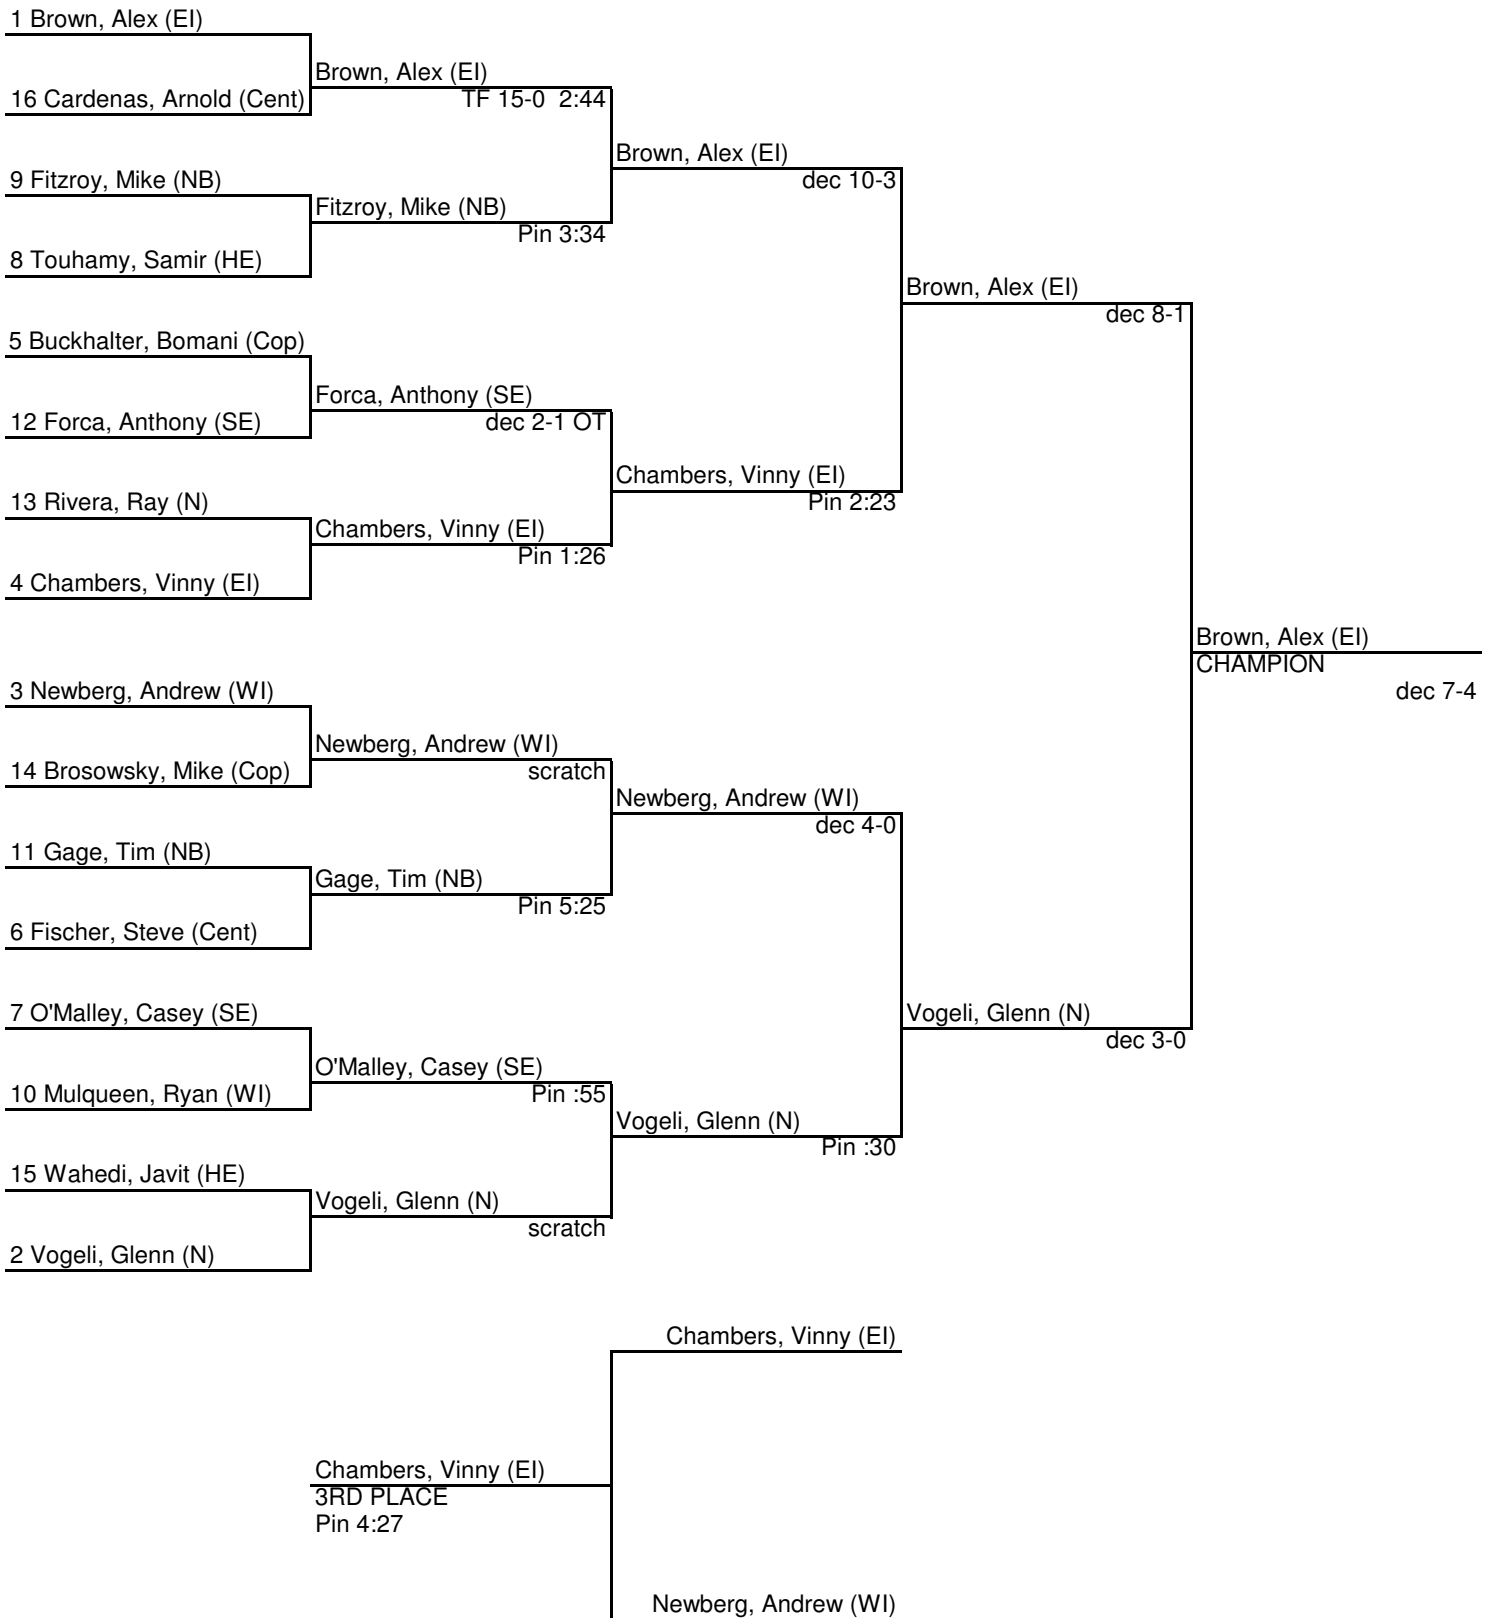 1 Brown, Alex (EI)
Brown, Alex (EI)
16 Cardenas, Arnold (Cent)
TF 15-0 2:44
Brown, Alex (EI)
9 Fitzroy, Mike (NB)
dec 10-3
Fitzroy, Mike (NB)
Pin 3:34
8 Touhamy, Samir (HE)
Brown, Alex (EI)
dec 8-1
5 Buckhalter, Bomani (Cop)
Forca, Anthony (SE)
12 Forca, Anthony (SE)
dec 2-1 OT
Chambers, Vinny (EI)
13 Rivera, Ray (N)
Pin 2:23
Chambers, Vinny (EI)
Pin 1:26
4 Chambers, Vinny (EI)
Brown, Alex (EI)
CHAMPION
dec 7-4
3 Newberg, Andrew (WI)
Newberg, Andrew (WI)
14 Brosowsky, Mike (Cop)
scratch
Newberg, Andrew (WI)
dec 4-0
11 Gage, Tim (NB)
Gage, Tim (NB)
Pin 5:25
6 Fischer, Steve (Cent)
7 O'Malley, Casey (SE)
Vogeli, Glenn (N)
dec 3-0
O'Malley, Casey (SE)
10 Mulqueen, Ryan (WI)
Pin :55
Vogeli, Glenn (N)
Pin :30
15 Wahedi, Javit (HE)
Vogeli, Glenn (N)
scratch
2 Vogeli, Glenn (N)
Chambers, Vinny (EI)
Chambers, Vinny (EI)
3RD PLACE
Pin 4:27
Newberg, Andrew (WI)